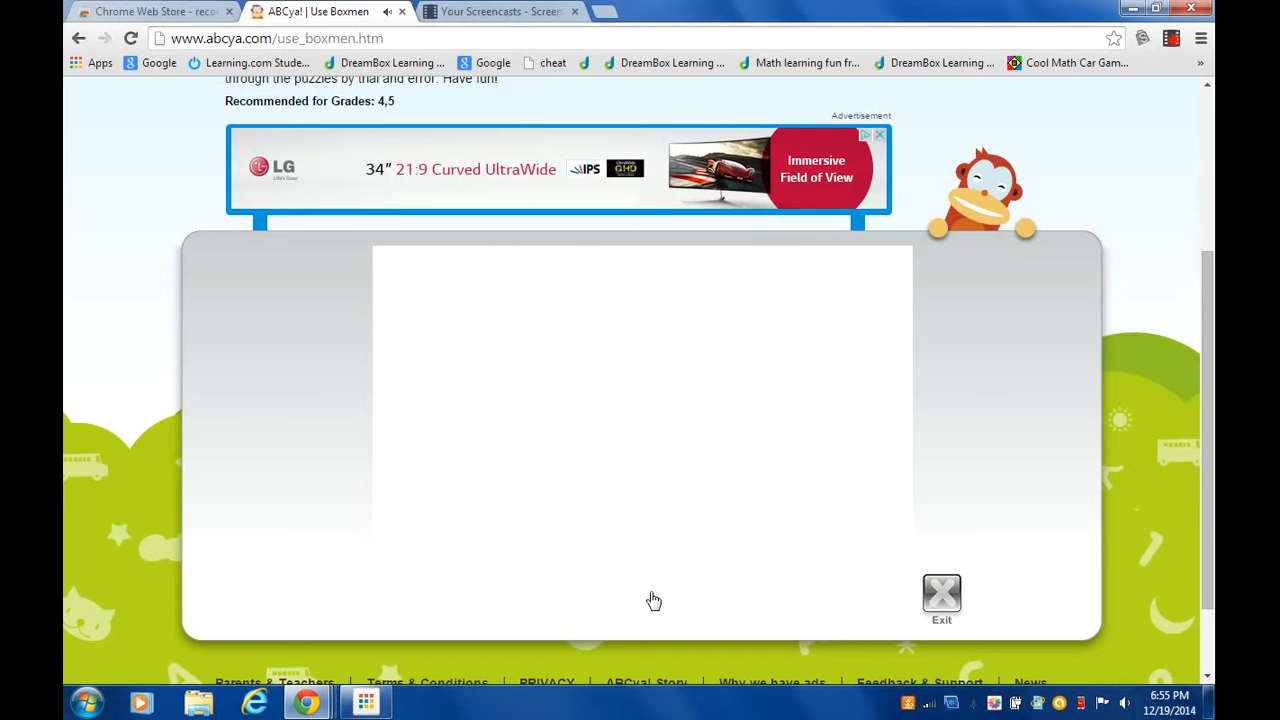 Chrome Web Store - reco
ABCya! | Use Boxmen
Your Screencasts - Screen
www.abcya.com/use_boxmen.htm
Apps
Google
Learning.com Stude...
DreamBox Learning ...
Google
cheat
DreamBox Learning ...
Math learning fun fr...
DreamBox Learning ...
Cool Math Car Gam...
»
through the puzzles by trial and error. Have fun!
Recommended for Grades: 4,5
Advertisement
LG
Life's Good
34” 21:9 Curved UltraWide
IPS
UltraWide
QHD
Immersive
Field of View
Exit
Parents & Teachers | Terms & Conditions | PRIVACY | ABCya! Story | Why we have ads | Feedback & Support | News
6:55 PM
12/19/2014